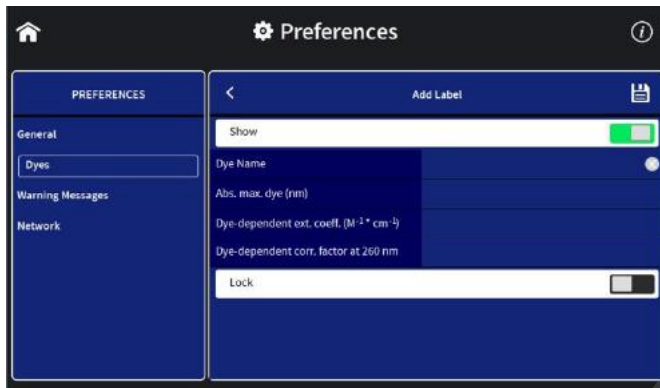 Preferences
PREFERENCES
General
Dyes
Warning Messages
Network
Add Label
Show
Dye Name
Abs. max. dye (nm)
Dye-dependent ext. coeff. (M⁻¹ * cm⁻¹)
Dye-dependent corr. factor at 260 nm
Lock